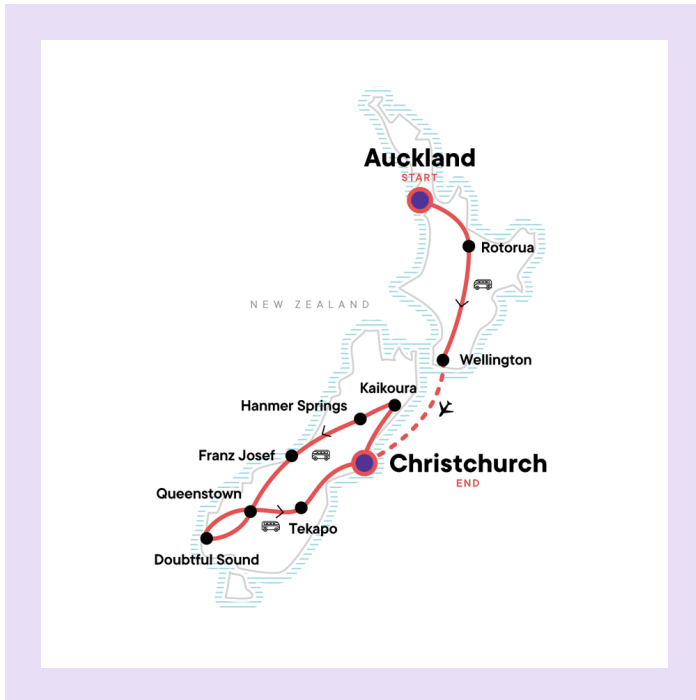 Auckland
START
Rotorua
NEW ZEALAND
Wellington
Kaikoura
Hanmer Springs
Franz Josef
Christchurch
END
Queenstown
Tekapo
Doubtful Sound